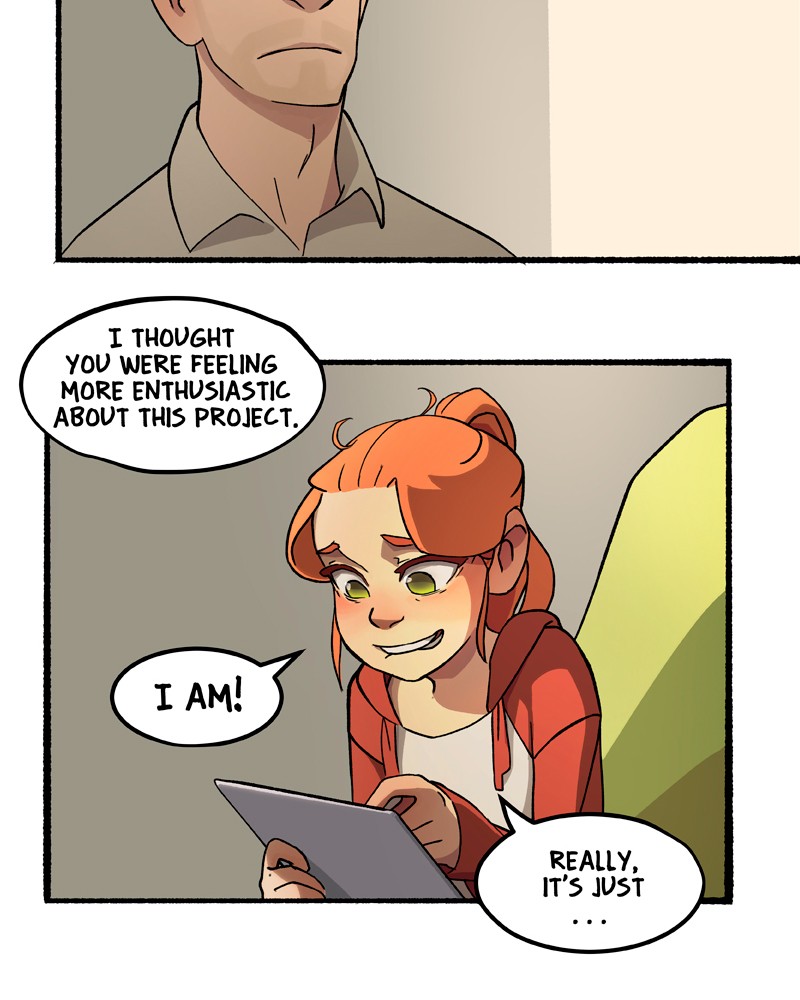 I THOUGHT
YOU WERE FEELING
MORE ENTHUSIASTIC
ABOUT THIS PROJECT.
I AM!
REALLY,
IT'S JUST
...